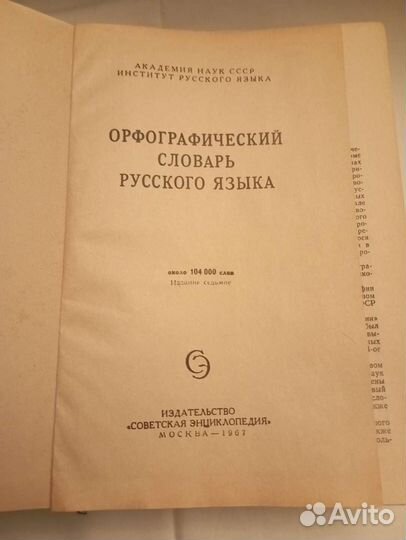 АКАДЕМИЯ НАУК СССР
ИНСТИТУТ РУССКОГО ЯЗЫКА
ОРФОГРАФИЧЕСКИЙ
СЛОВАРЬ
РУССКОГО ЯЗЫКА
около 104 000 слов
Издание седьмое
СЭ
ИЗДАТЕЛЬСТВО
«СОВЕТСКАЯ ЭНЦИКЛОПЕДИЯ»
МОСКВА — 1967
Avito